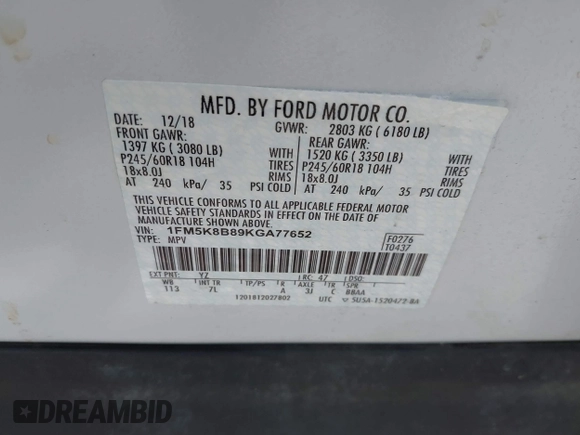 MFD. BY FORD MOTOR CO.
DATE: 12/18 GVWR: 2803 KG ( 6180 LB)
FRONT GAWR: REAR GAWR:
1397 KG ( 3080 LB) 1520 KG ( 3350 LB)
P245/60R18 104H TIRES P245/60R18 104H TIRES
18x8.0J RIMS 18x8.0J RIMS
AT 240 kPa/ 35 PSI COLD AT 240 kPa/ 35 PSI COLD
THIS VEHICLE CONFORMS TO ALL APPLICABLE FEDERAL MOTOR
VEHICLE SAFETY STANDARDS IN EFFECT ON THE DATE OF
MANUFACTURE SHOWN ABOVE.
VIN: 1FM5K8B89KGA77652 F0276
TYPE: MPV T0437
EXT PNT: YZ RC: 47 DSO:
WB INT TR TP/PS R AXLE TR SPR
113 7L A 3J C BBAA
1201812027802 UTC 5U5A-1520472-BA
DREAMBID